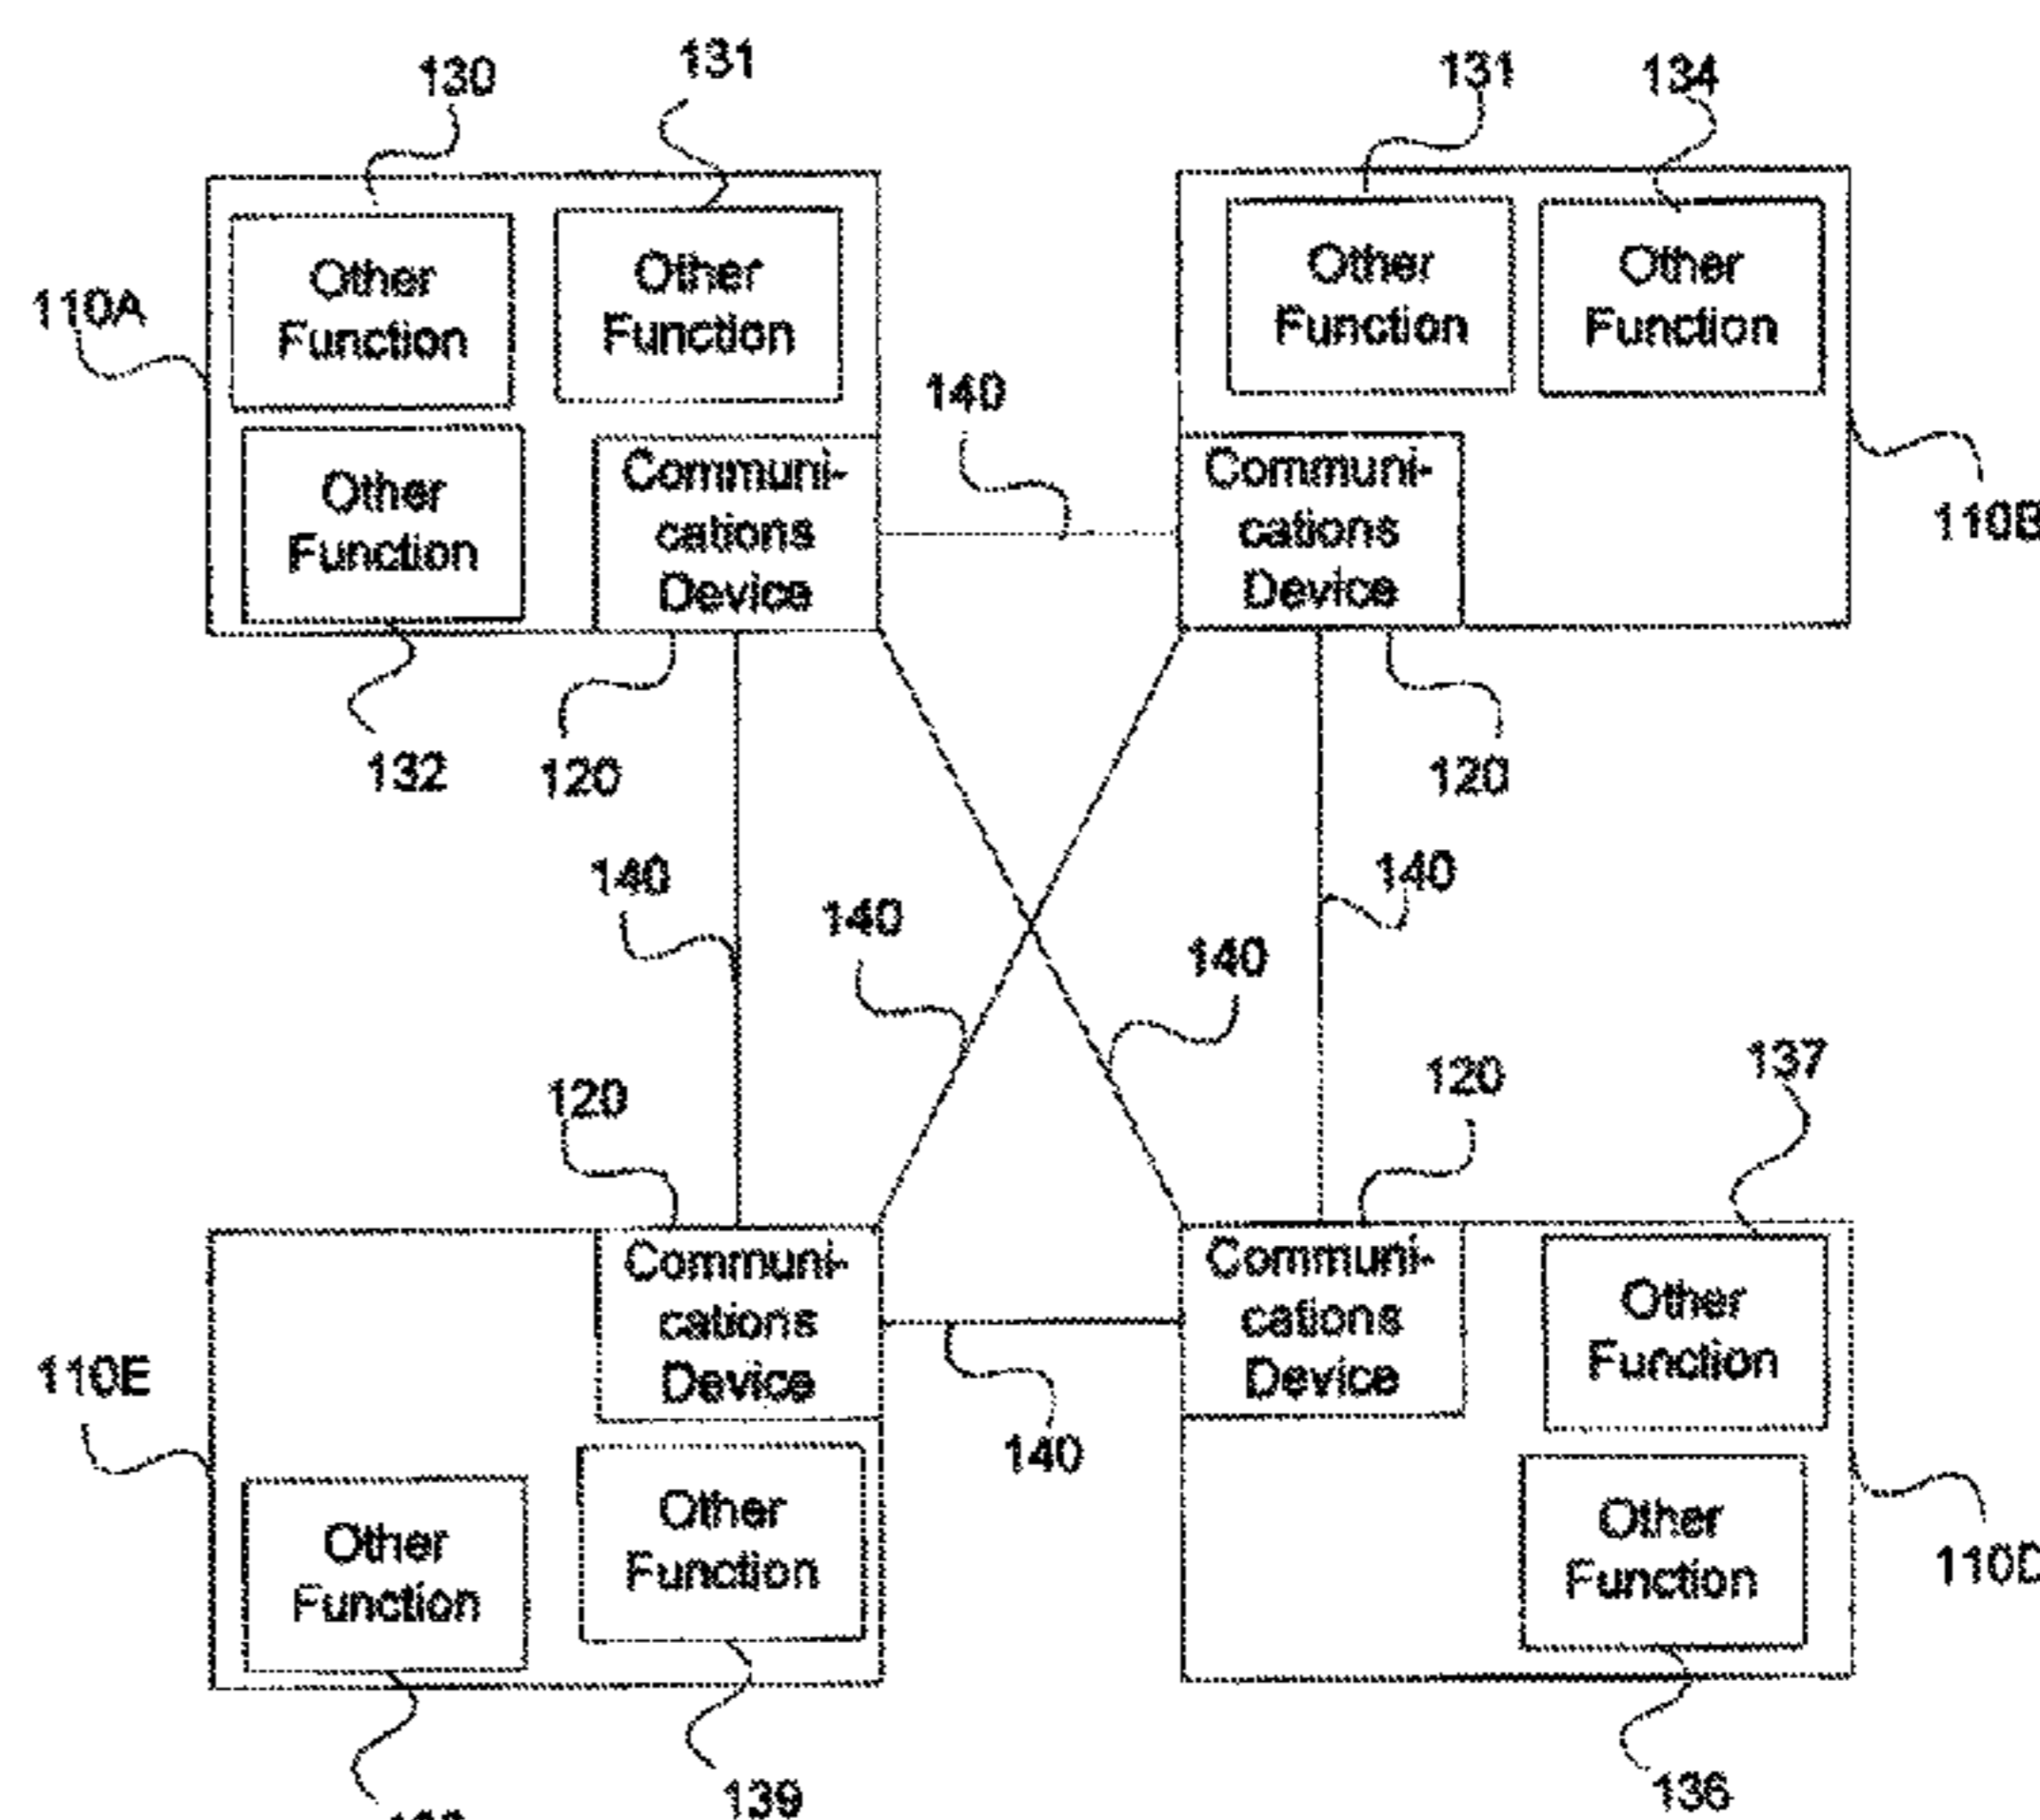 130
131
131
134
110A
Other
Function
Other
Function
Other
Function
Other
Function
140
Other
Function
Communi-
cations
Device
Communi-
cations
Device
110B
132
120
120
140
140
140
140
120
120
137
110E
Communi-
cations
Device
Communi-
cations
Device
Other
Function
140
Other
Function
Other
Function
Other
Function
110D
139
136